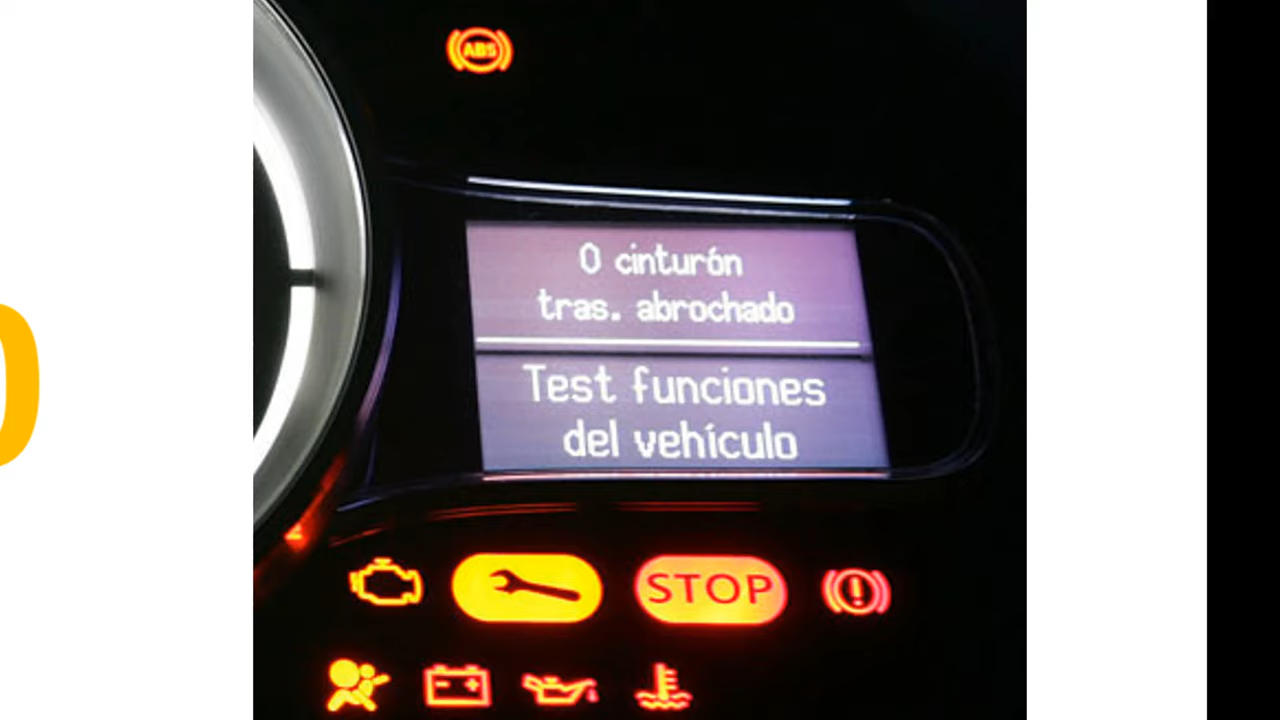 ABS
0 cinturón
tras. abrochado
Test funciones
del vehículo
STOP